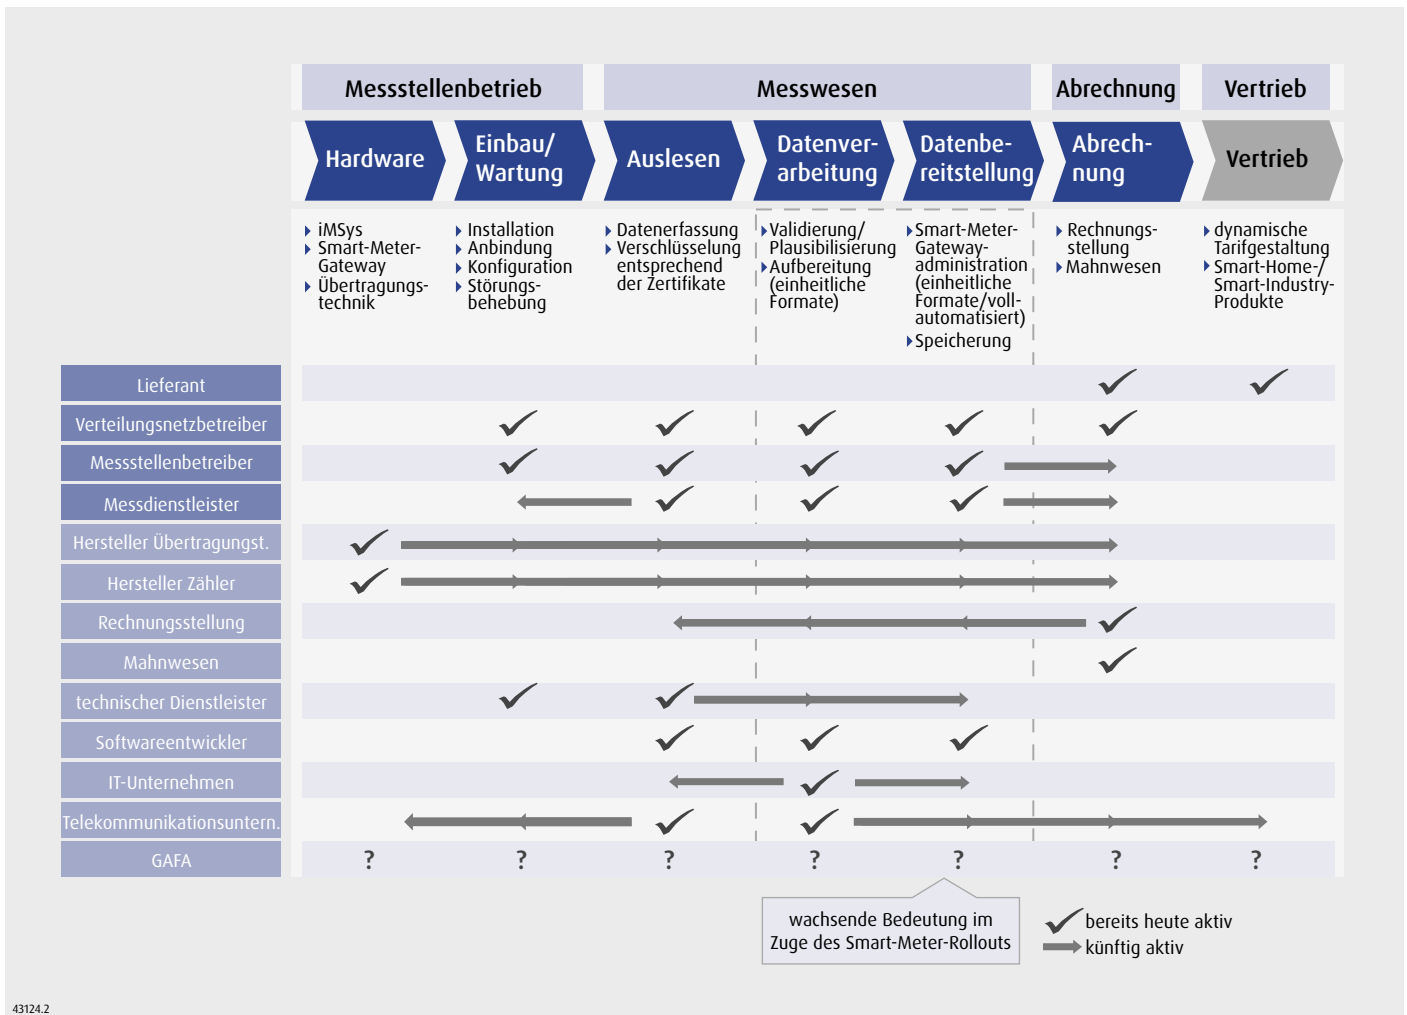 Messstellenbetrieb
Messwesen
Abrechnung
Vertrieb
Hardware
Einbau/
Wartung
Auslesen
Datenver-
arbeitung
Datenbe-
reitstellung
Abrech-
nung
Vertrieb
iMSys
Smart-Meter-
Gateway
Übertragungs-
technik
Installation
Anbindung
Konfiguration
Störungs-
behebung
Datenerfassung
Verschlüsselung
entsprechend
der Zertifikate
Validierung/
Plausibilisierung
Aufbereitung
(einheitliche
Formate)
Smart-Meter-
Gateway-
administration
(einheitliche
Formate/voll-
automatisiert)
Speicherung
Rechnungs-
stellung
Mahnwesen
dynamische
Tarifgestaltung
Smart-Home-/
Smart-Industry-
Produkte
Lieferant
Verteilungsnetzbetreiber
Messstellenbetreiber
Messdienstleister
Hersteller Übertragungst.
Hersteller Zähler
Rechnungsstellung
Mahnwesen
technischer Dienstleister
Softwareentwickler
IT-Unternehmen
Telekommunikationsuntern.
GAFA ? ? ? ? ? ? ?
wachsende Bedeutung im
Zuge des Smart-Meter-Rollouts
bereits heute aktiv
künftig aktiv
43124.2